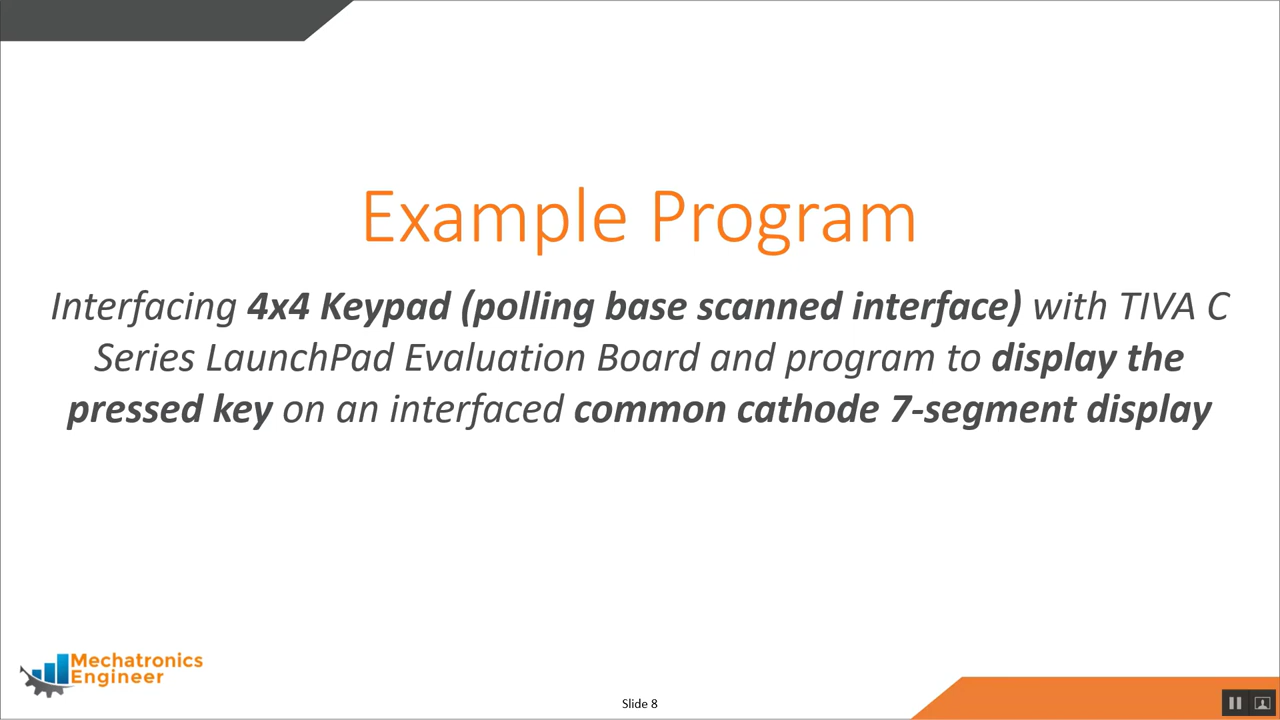 Example Program
Interfacing 4x4 Keypad (polling base scanned interface) with TIVA C
Series LaunchPad Evaluation Board and program to display the
pressed key on an interfaced common cathode 7-segment display
Mechatronics
Engineer
Slide 8